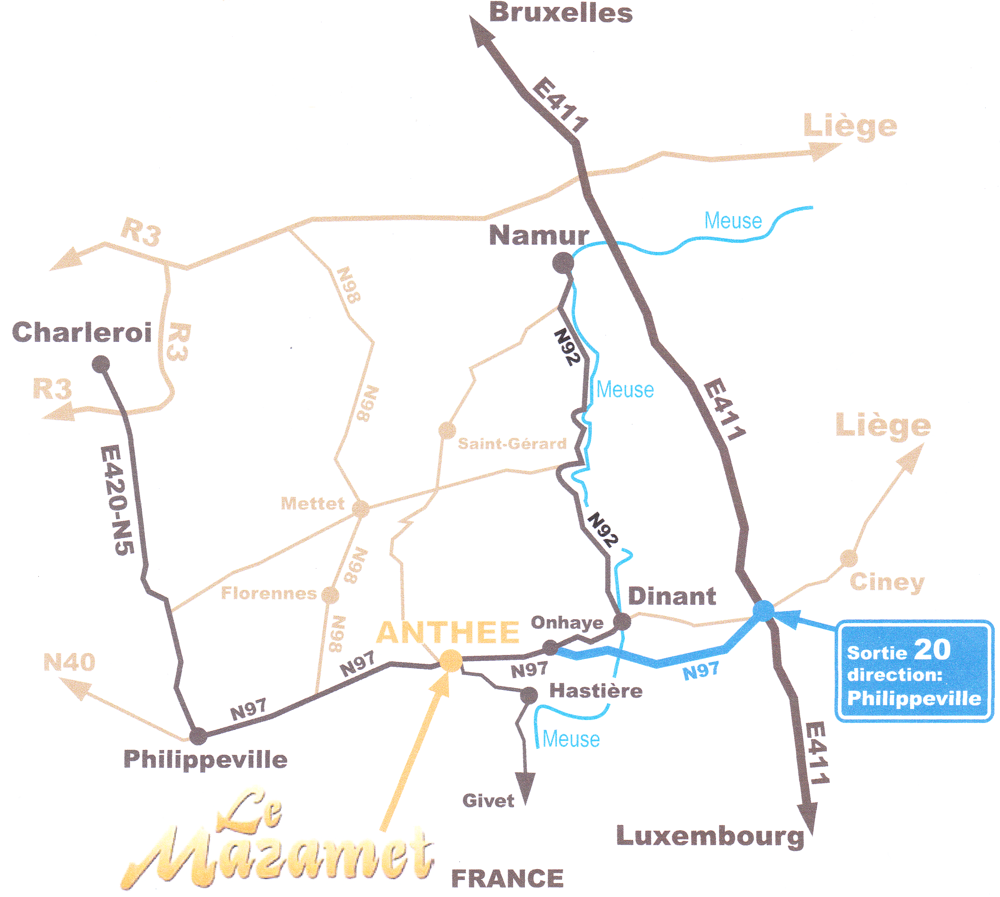 Bruxelles
E411
Liège
Meuse
R3
Namur
N98
Charleroi
R3
N92
R3
Meuse
N98
E411
Liège
Saint-Gérard
E420-N5
Mettet
N92
N98
Ciney
Florennes
Dinant
Onhaye
ANTHEE
N98
N40
N97
N97
N97
Sortie 20
direction:
Philippeville
Hastière
N97
Meuse
E411
Philippeville
Givet
Le
Mazamet
Luxembourg
FRANCE